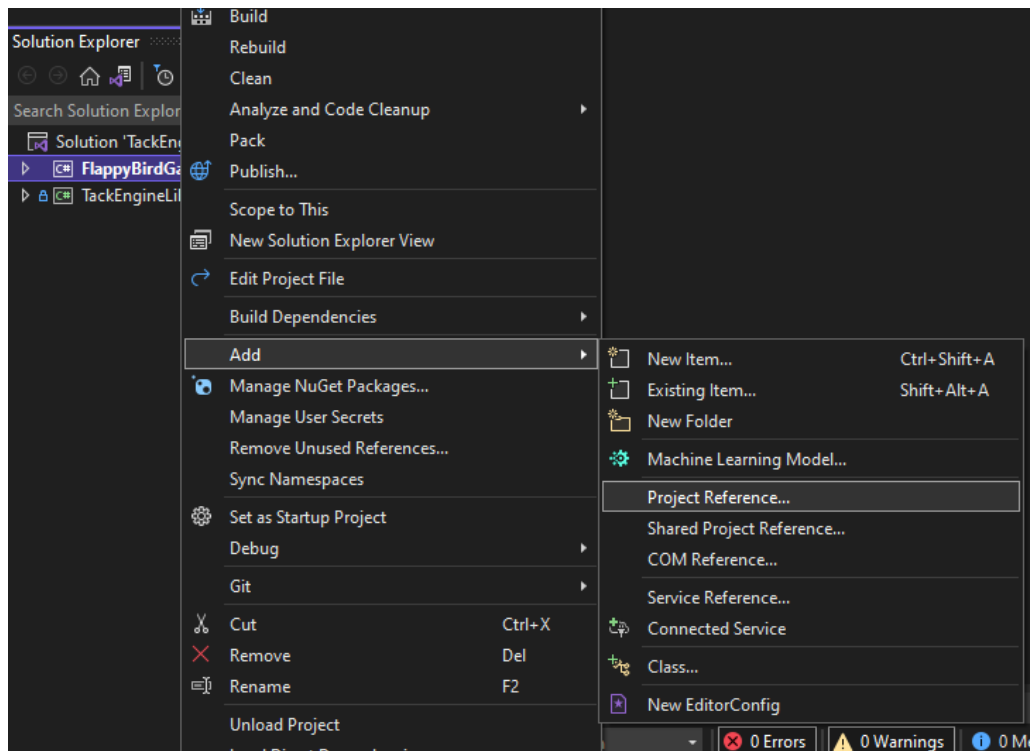 Solution Explorer
Search Solution Explor
Solution 'TackEng
FlappyBirdGa
TackEngineLi
Build
Rebuild
Clean
Analyze and Code Cleanup
Pack
Publish...
Scope to This
New Solution Explorer View
Edit Project File
Build Dependencies
Add
Manage NuGet Packages...
Manage User Secrets
Remove Unused References...
Sync Namespaces
Set as Startup Project
Debug
Git
Cut Ctrl+X
Remove Del
Rename F2
Unload Project
New Item... Ctrl+Shift+A
Existing Item... Shift+Alt+A
New Folder
Machine Learning Model...
Project Reference...
Shared Project Reference...
COM Reference...
Service Reference...
Connected Service
Class...
New EditorConfig
0 Errors
0 Warnings
0 M